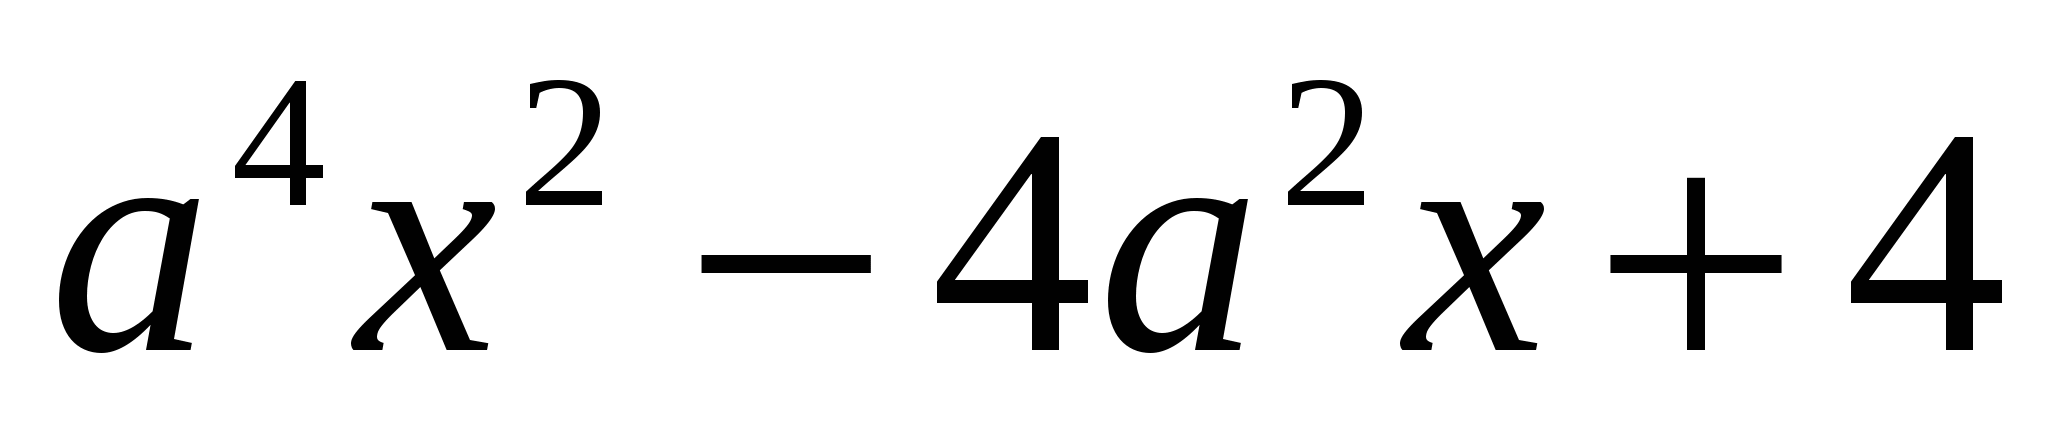 a⁴x² − 4a²x + 4